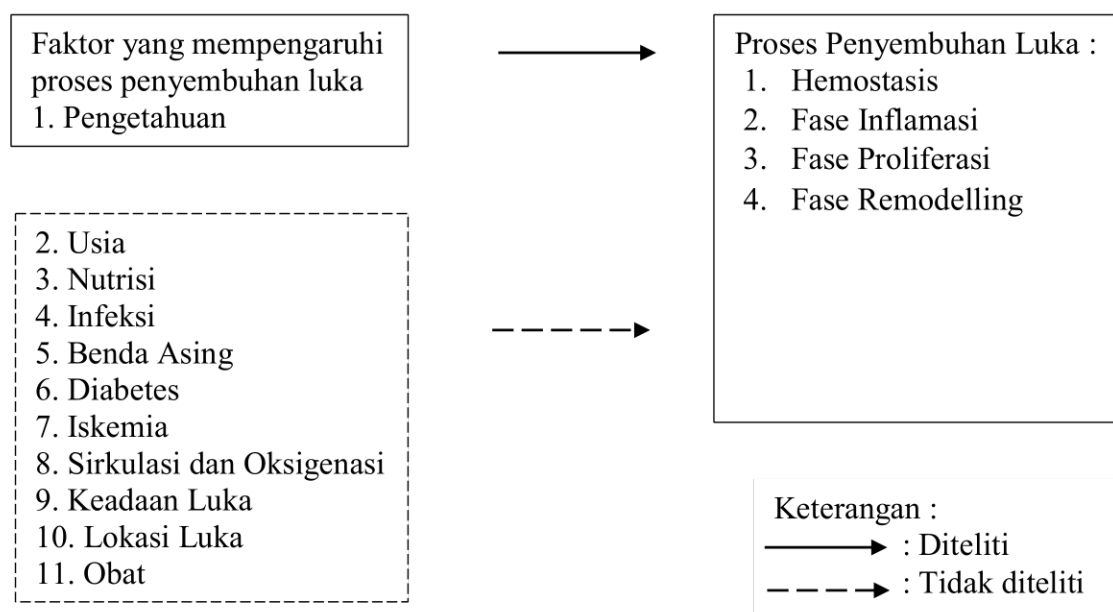 Faktor yang mempengaruhi
proses penyembuhan luka
1. Pengetahuan
2. Usia
3. Nutrisi
4. Infeksi
5. Benda Asing
6. Diabetes
7. Iskemia
8. Sirkulasi dan Oksigenasi
9. Keadaan Luka
10. Lokasi Luka
11. Obat
Proses Penyembuhan Luka :
1. Hemostasis
2. Fase Inflamasi
3. Fase Proliferasi
4. Fase Remodelling
Keterangan :
: Diteliti
: Tidak diteliti